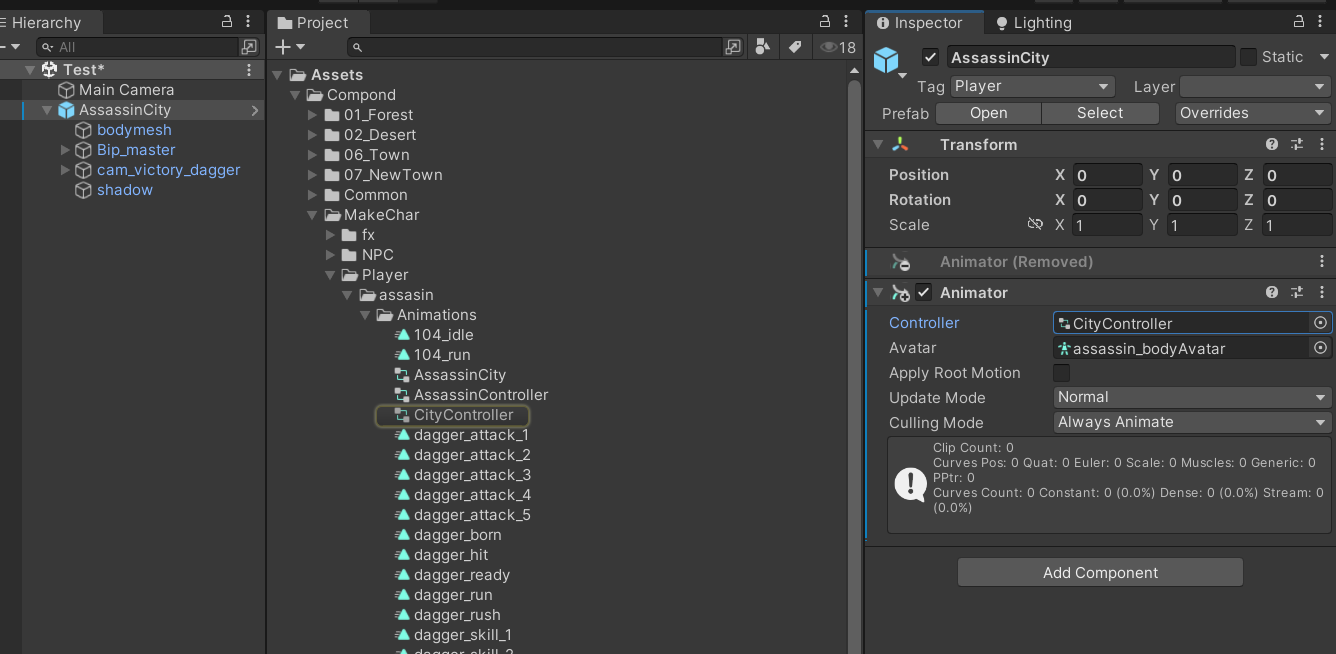 Hierarchy
All
Test*
Main Camera
AssassinCity
bodymesh
Bip_master
cam_victory_dagger
shadow
Project
18
Assets
Compond
01_Forest
02_Desert
06_Town
07_NewTown
Common
MakeChar
fx
NPC
Player
assasin
Animations
104_idle
104_run
AssassinCity
AssassinController
CityController
dagger_attack_1
dagger_attack_2
dagger_attack_3
dagger_attack_4
dagger_attack_5
dagger_born
dagger_hit
dagger_ready
dagger_run
dagger_rush
dagger_skill_1
dagger_skill_2
Inspector Lighting
AssassinCity Static
Tag Player Layer
Prefab Open Select Overrides
Transform
Position X 0 Y 0 Z 0
Rotation X 0 Y 0 Z 0
Scale X 1 Y 1 Z 1
Animator (Removed)
Animator
Controller CityController
Avatar assassin_bodyAvatar
Apply Root Motion
Update Mode Normal
Culling Mode Always Animate
Clip Count: 0
Curves Pos: 0 Quat: 0 Euler: 0 Scale: 0 Muscles: 0 Generic: 0
PPtr: 0
Curves Count: 0 Constant: 0 (0.0%) Dense: 0 (0.0%) Stream: 0
(0.0%)
Add Component